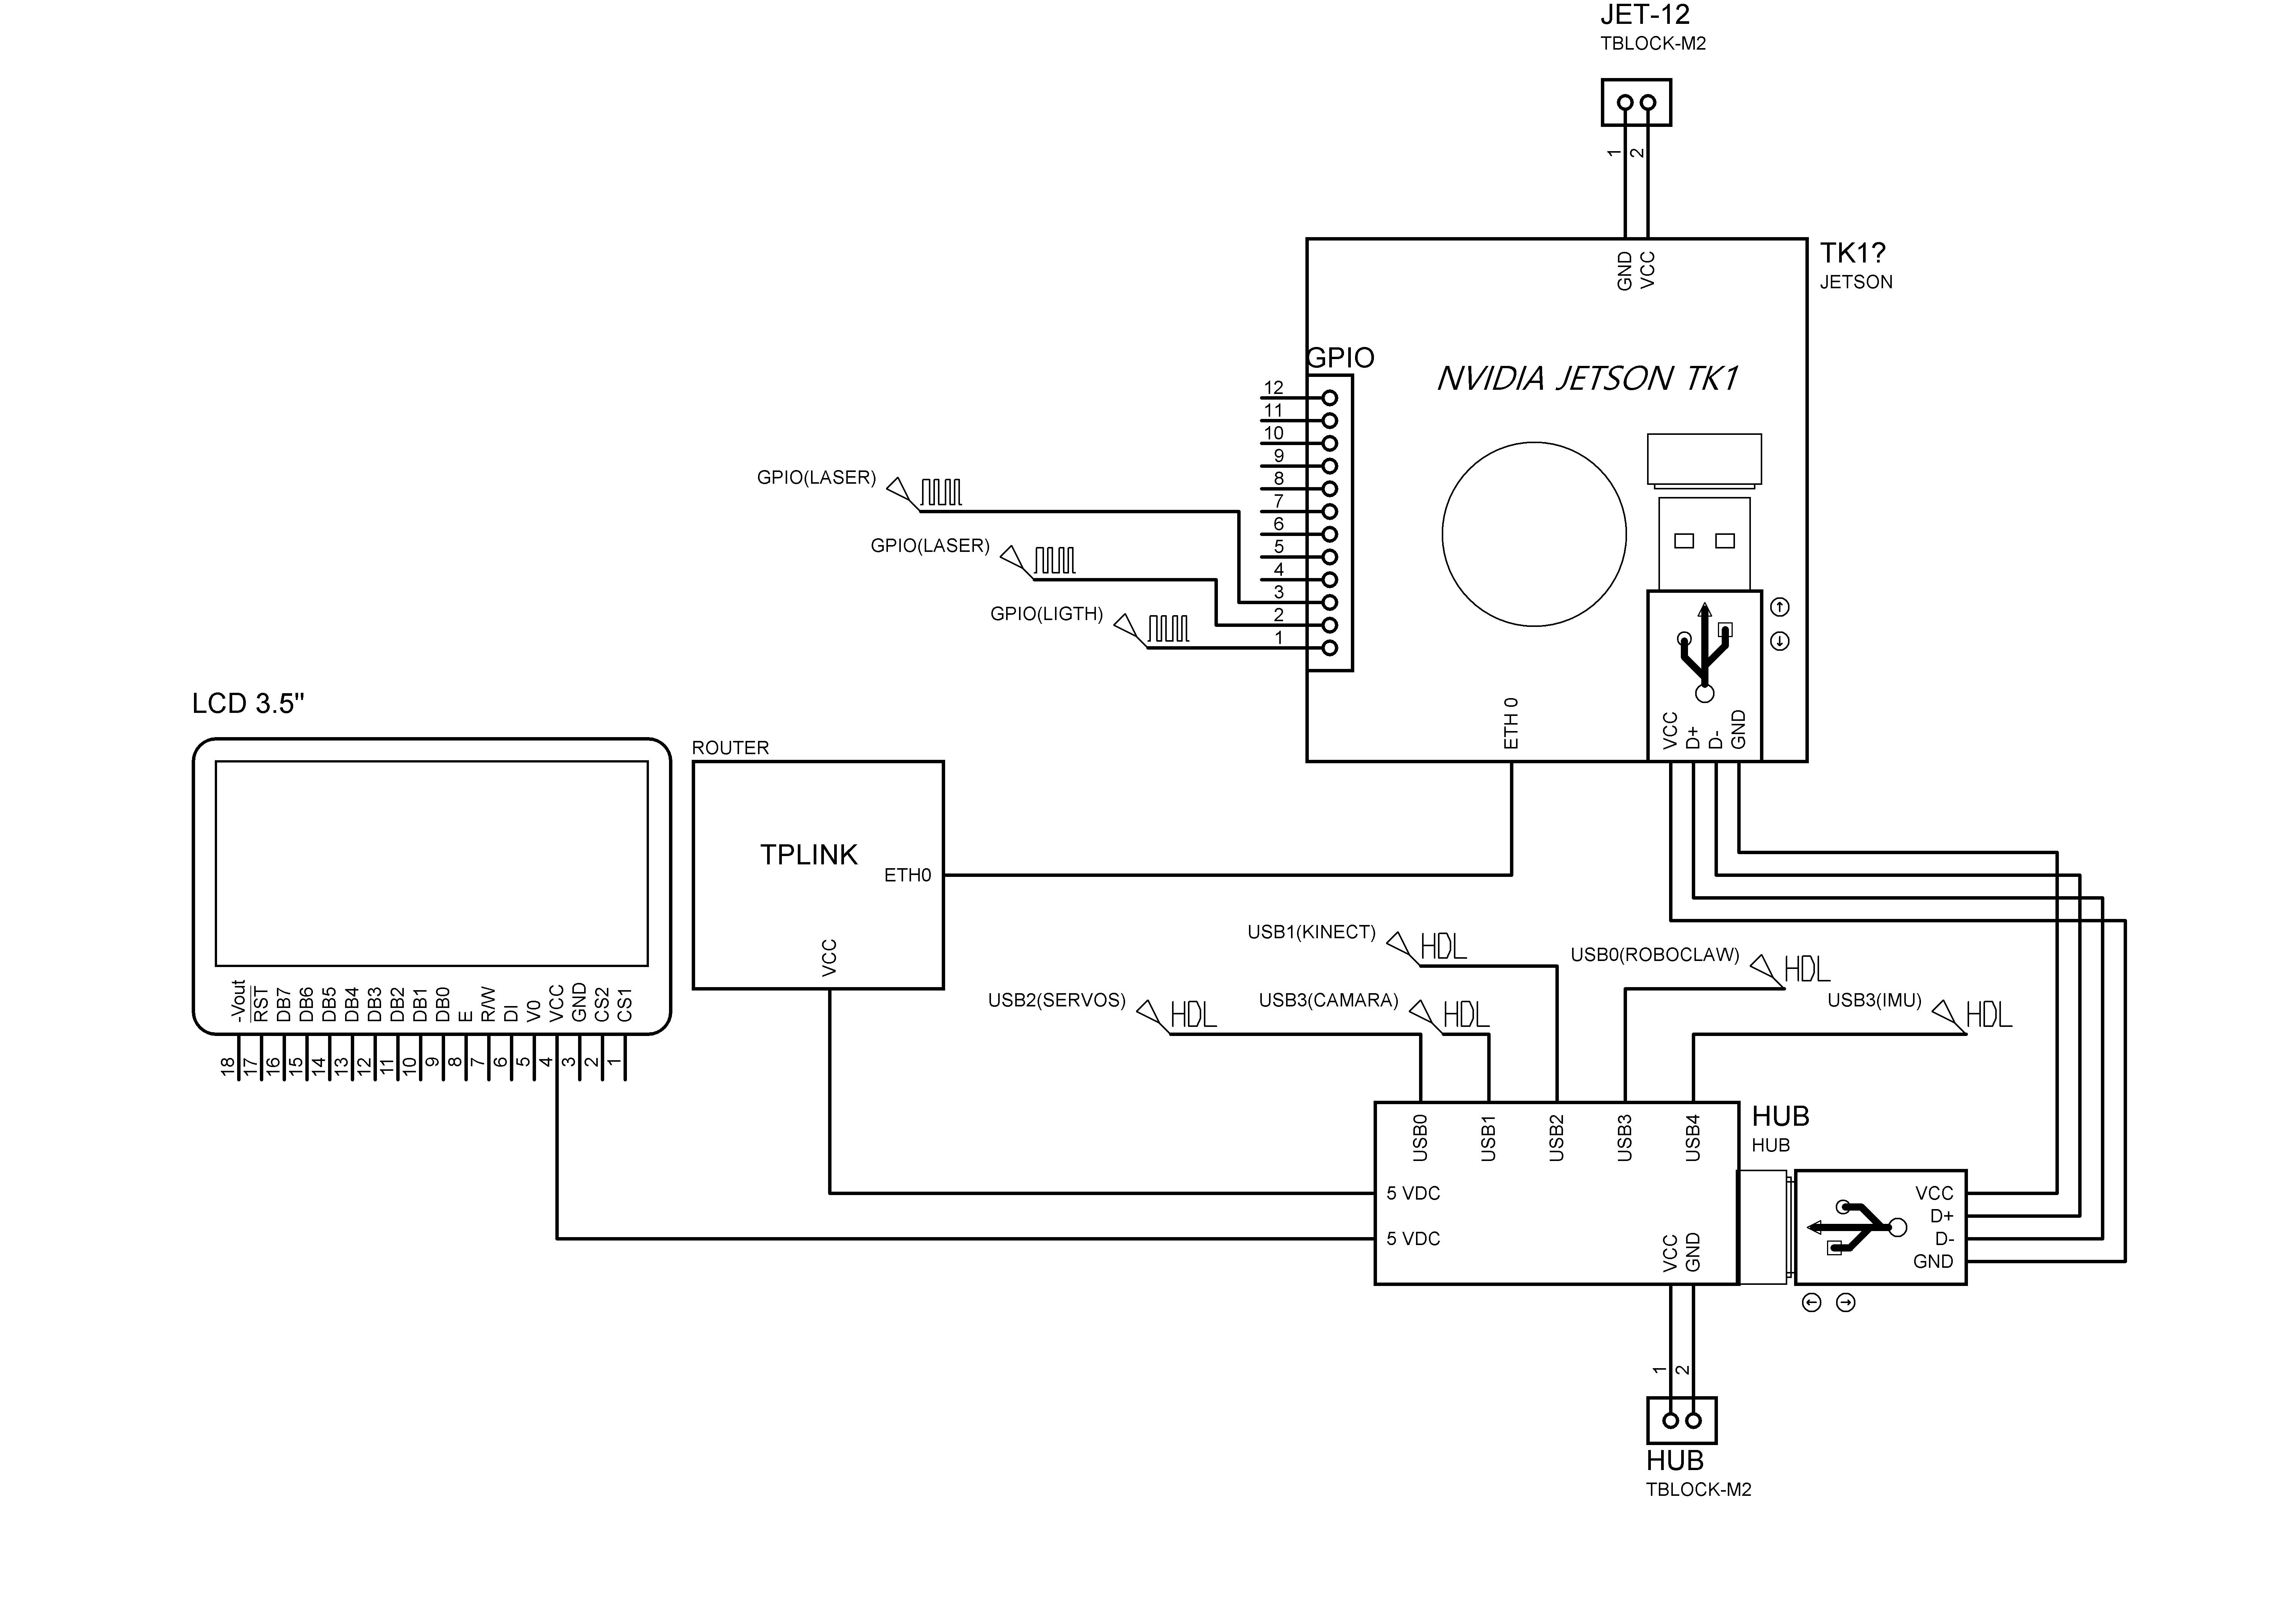 JET-12
TBLOCK-M2
1
2
GND
VCC
TK1?
JETSON
GPIO
NVIDIA JETSON TK1
12
11
10
9
8
7
6
5
4
3
2
1
GPIO(LASER)
GPIO(LASER)
GPIO(LIGTH)
ETH 0
VCC
D+
D-
GND
LCD 3.5"
ROUTER
TPLINK
ETH0
VCC
-Vout
RST
DB7
DB6
DB5
DB4
DB3
DB2
DB1
DB0
E
R/W
DI
V0
VCC
GND
CS2
CS1
18
17
16
15
14
13
12
11
10
9
8
7
6
5
4
3
2
1
USB1(KINECT)
HDL
USB0(ROBOCLAW)
HDL
USB2(SERVOS)
HDL
USB3(CAMARA)
HDL
USB3(IMU)
HDL
USB0
USB1
USB2
USB3
USB4
HUB
HUB
5 VDC
5 VDC
VCC
GND
VCC
D+
D-
GND
1
2
HUB
TBLOCK-M2